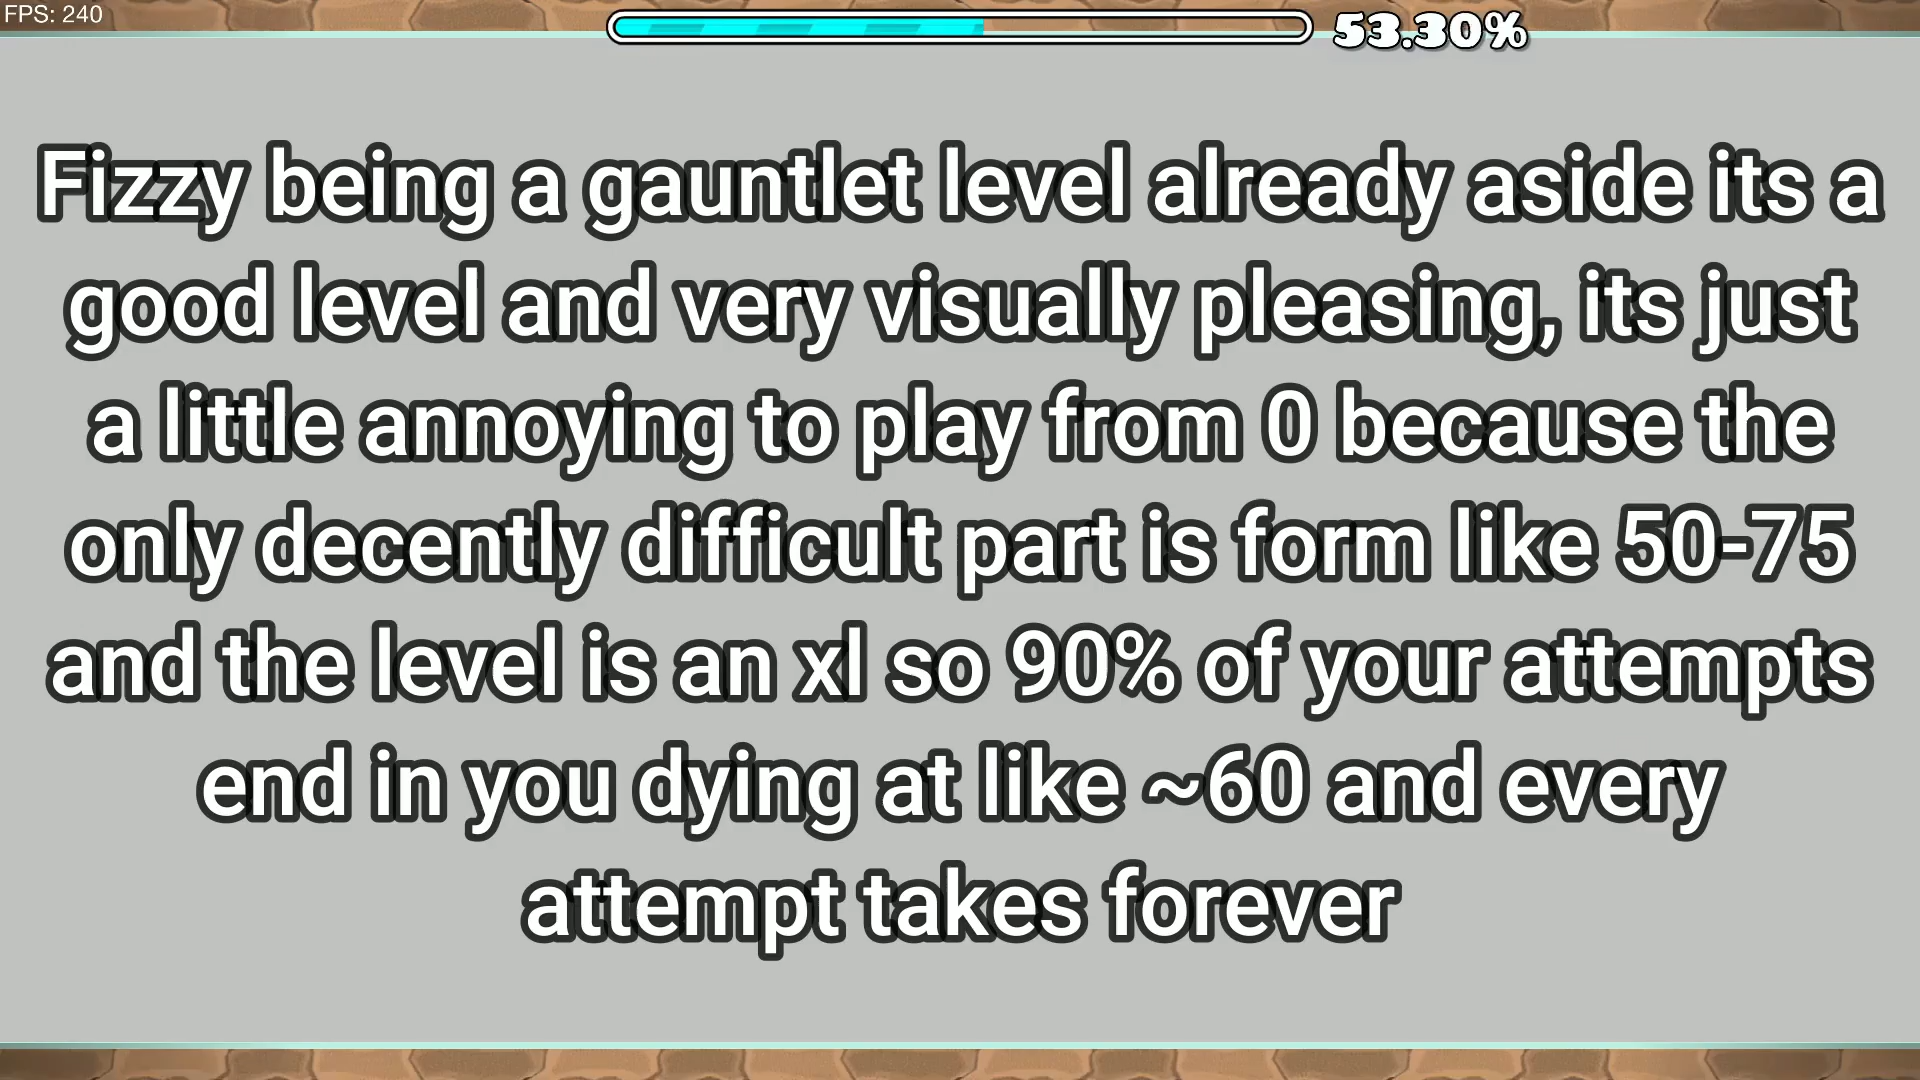 FPS: 240
53.30%
Fizzy being a gauntlet level already aside its a
good level and very visually pleasing, its just
a little annoying to play from 0 because the
only decently difficult part is form like 50-75
and the level is an xl so 90% of your attempts
end in you dying at like ~60 and every
attempt takes forever